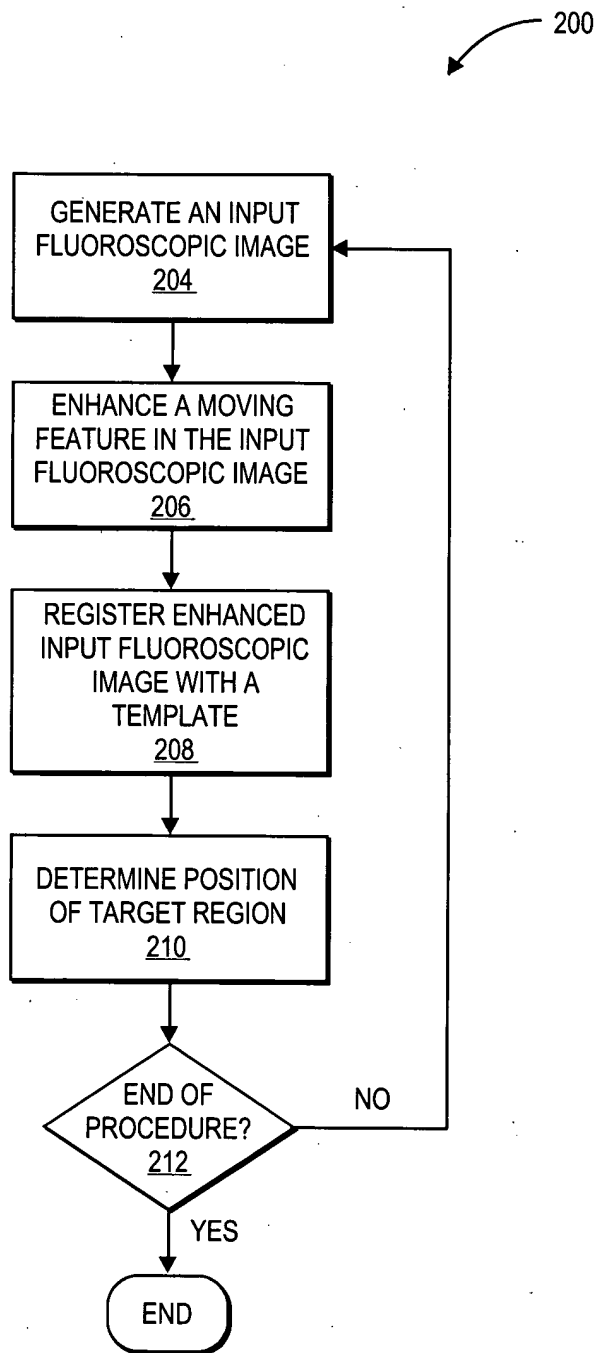 200
GENERATE AN INPUT
FLUOROSCOPIC IMAGE
204
ENHANCE A MOVING
FEATURE IN THE INPUT
FLUOROSCOPIC IMAGE
206
REGISTER ENHANCED
INPUT FLUOROSCOPIC
IMAGE WITH A
TEMPLATE
208
DETERMINE POSITION
OF TARGET REGION
210
END OF
PROCEDURE?
212
NO
YES
END